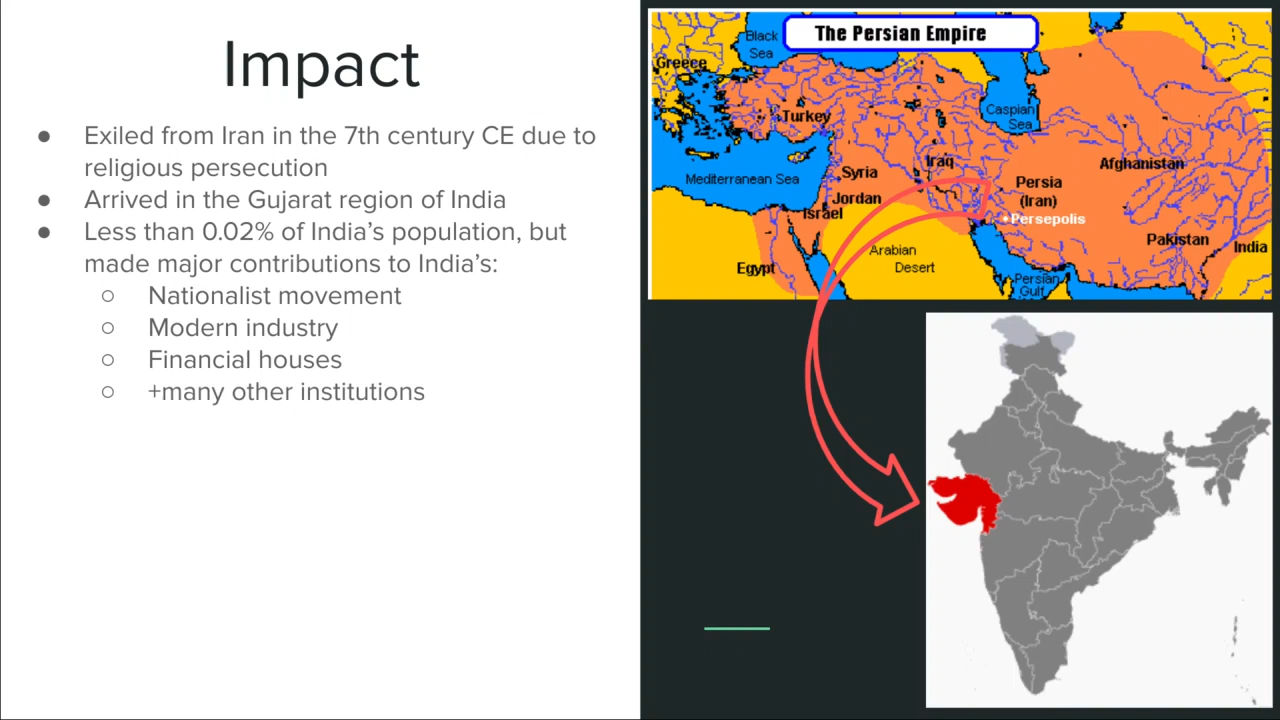 Impact
● Exiled from Iran in the 7th century CE due to
religious persecution
● Arrived in the Gujarat region of India
● Less than 0.02% of India’s population, but
made major contributions to India’s:
○ Nationalist movement
○ Modern industry
○ Financial houses
○ +many other institutions
The Persian Empire
Black
Sea
Greece
Caspian
Sea
Turkey
Mediterranean Sea
Syria
Iraq
Afghanistan
Jordan
Israel
Persia
(Iran)
Persepolis
Arabian
Desert
Pakistan
India
Egypt
Persian
Gulf